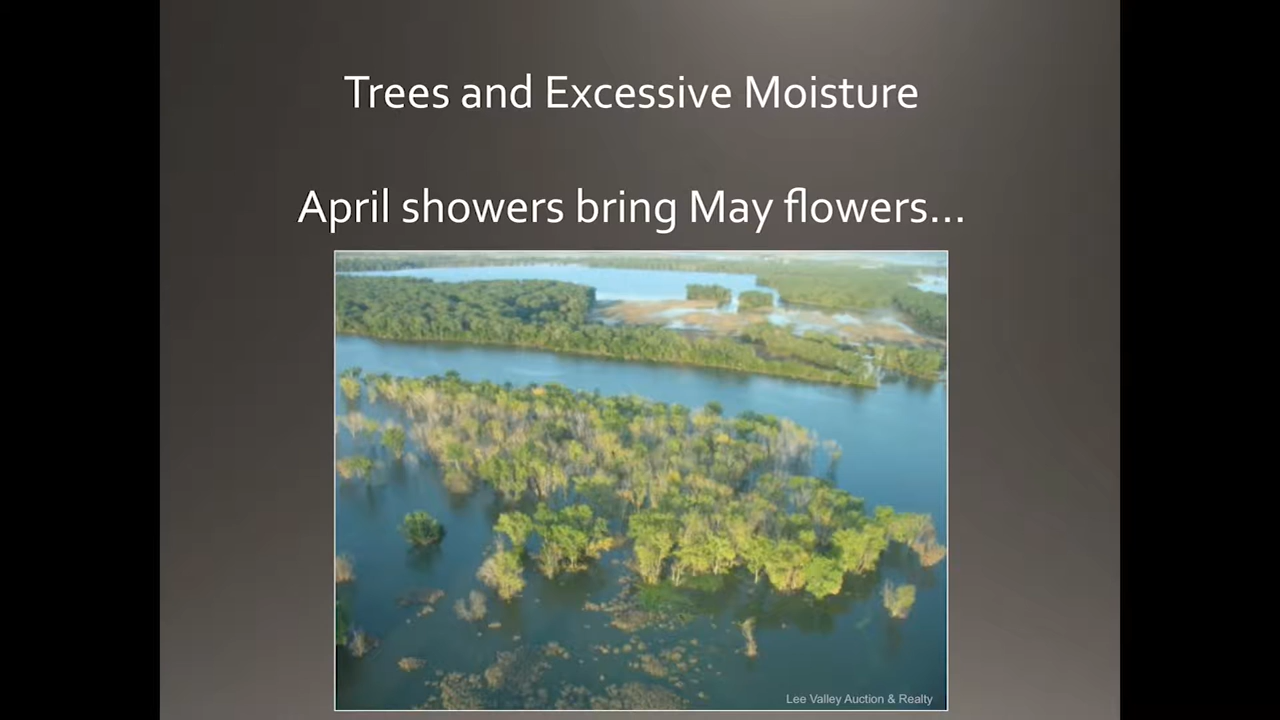 Trees and Excessive Moisture
April showers bring May flowers...
Lee Valley Auction & Realty